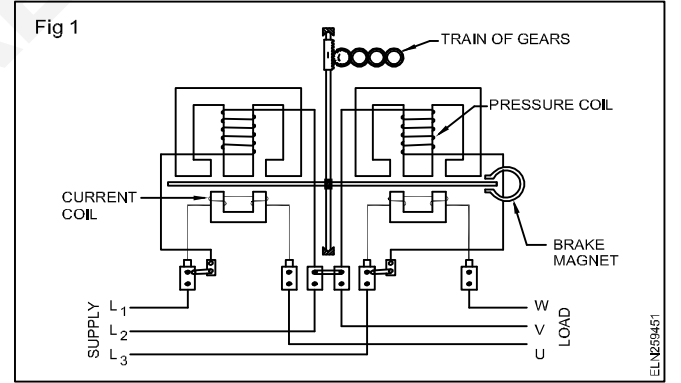 Fig 1
TRAIN OF GEARS
PRESSURE COIL
CURRENT
COIL
BRAKE
MAGNET
SUPPLY
L1
L2
L3
W
V
U
LOAD
ELN259451